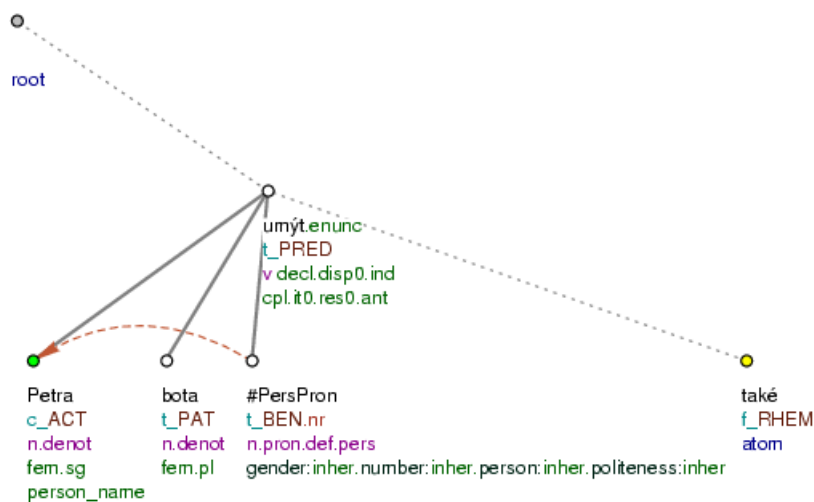 root
umýt.enunc
t_PRED
v decl.disp0.ind
cpl.it0.res0.ant
Petra bota #PersPron také
c_ACT t_PAT t_BEN.nr f_RHEM
n.denot n.denot n.pron.def.pers atom
fem.sg fem.pl gender:inher.number:inher.person:inher.politeness:inher
person_name